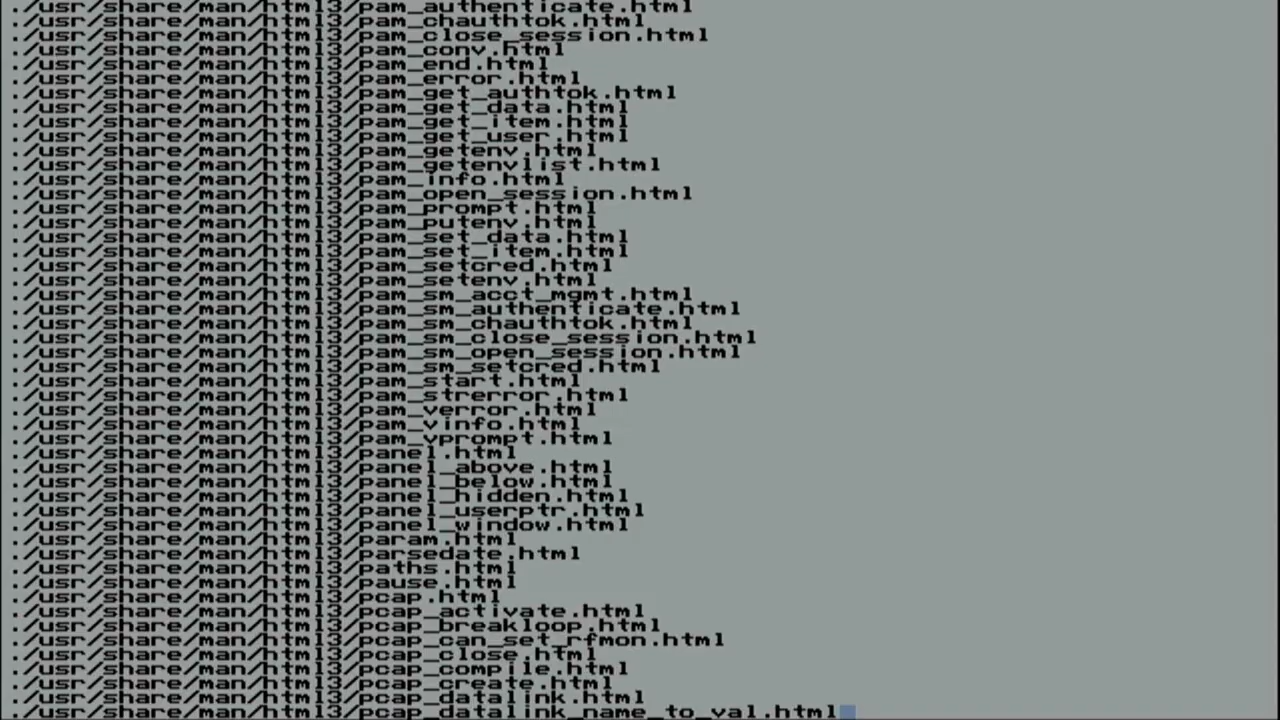 ./usr/share/man/html3/pam_authenticate.html
./usr/share/man/html3/pam_chauthtok.html
./usr/share/man/html3/pam_close_session.html
./usr/share/man/html3/pam_conv.html
./usr/share/man/html3/pam_end.html
./usr/share/man/html3/pam_error.html
./usr/share/man/html3/pam_get_authtok.html
./usr/share/man/html3/pam_get_data.html
./usr/share/man/html3/pam_get_item.html
./usr/share/man/html3/pam_get_user.html
./usr/share/man/html3/pam_getenv.html
./usr/share/man/html3/pam_getenvlist.html
./usr/share/man/html3/pam_info.html
./usr/share/man/html3/pam_open_session.html
./usr/share/man/html3/pam_prompt.html
./usr/share/man/html3/pam_putenv.html
./usr/share/man/html3/pam_set_data.html
./usr/share/man/html3/pam_set_item.html
./usr/share/man/html3/pam_setcred.html
./usr/share/man/html3/pam_setenv.html
./usr/share/man/html3/pam_sm_acct_mgmt.html
./usr/share/man/html3/pam_sm_authenticate.html
./usr/share/man/html3/pam_sm_chauthtok.html
./usr/share/man/html3/pam_sm_close_session.html
./usr/share/man/html3/pam_sm_open_session.html
./usr/share/man/html3/pam_sm_setcred.html
./usr/share/man/html3/pam_start.html
./usr/share/man/html3/pam_strerror.html
./usr/share/man/html3/pam_verror.html
./usr/share/man/html3/pam_vinfo.html
./usr/share/man/html3/pam_vprompt.html
./usr/share/man/html3/panel.html
./usr/share/man/html3/panel_above.html
./usr/share/man/html3/panel_below.html
./usr/share/man/html3/panel_hidden.html
./usr/share/man/html3/panel_userptr.html
./usr/share/man/html3/panel_window.html
./usr/share/man/html3/param.html
./usr/share/man/html3/parsedate.html
./usr/share/man/html3/paths.html
./usr/share/man/html3/pause.html
./usr/share/man/html3/pcap.html
./usr/share/man/html3/pcap_activate.html
./usr/share/man/html3/pcap_breakloop.html
./usr/share/man/html3/pcap_can_set_rfmon.html
./usr/share/man/html3/pcap_close.html
./usr/share/man/html3/pcap_compile.html
./usr/share/man/html3/pcap_create.html
./usr/share/man/html3/pcap_datalink.html
./usr/share/man/html3/pcap_datalink_name_to_val.html